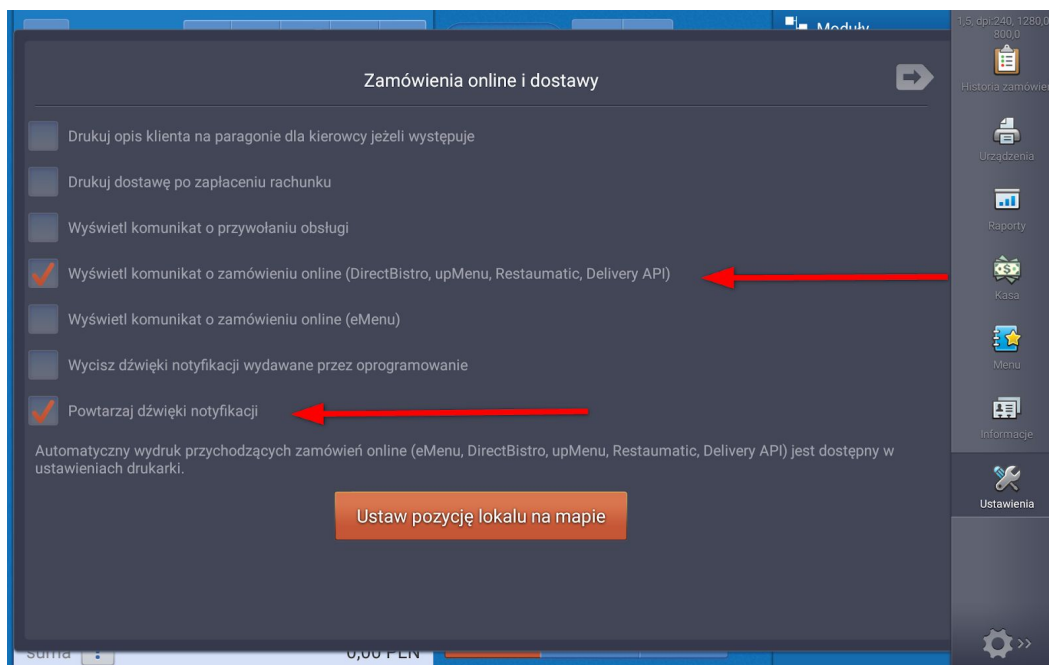 Moduły
1,5, dpi:240, 1280,0
800,0
Zamówienia online i dostawy
Historia zamówień
Drukuj opis klienta na paragonie dla kierowcy jeżeli występuje
Urządzenia
Drukuj dostawę po zapłaceniu rachunku
Wyświetl komunikat o przywołaniu obsługi
Raporty
Wyświetl komunikat o zamówieniu online (DirectBistro, upMenu, Restaumatic, Delivery API)
Kasa
Wyświetl komunikat o zamówieniu online (eMenu)
Wycisz dźwięki notyfikacji wydawane przez oprogramowanie
Menu
Powtarzaj dźwięki notyfikacji
Informacje
Automatyczny wydruk przychodzących zamówień online (eMenu, DirectBistro, upMenu, Restaumatic, Delivery API) jest dostępny w
ustawieniach drukarki.
Ustawienia
Ustaw pozycję lokalu na mapie
suma
0,00 PLN